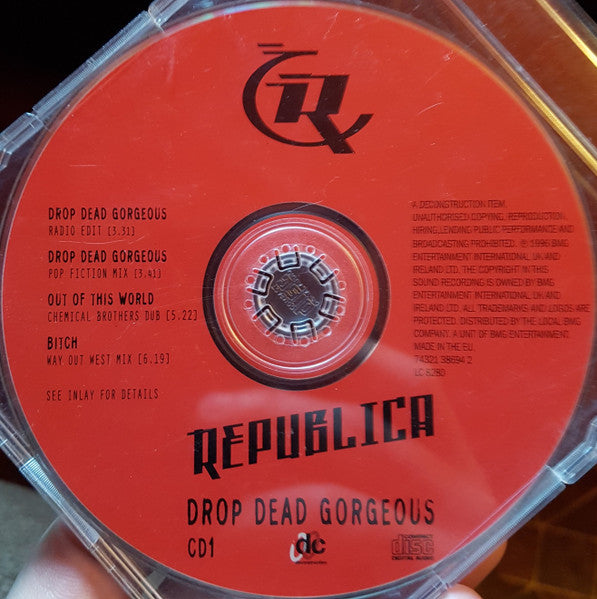 R
DROP DEAD GORGEOUS
RADIO EDIT [3.31]
DROP DEAD GORGEOUS
POP FICTION MIX [3.41]
OUT OF THIS WORLD
CHEMICAL BROTHERS DUB [5.22]
BITCH
WAY OUT WEST MIX [6.19]
SEE INLAY FOR DETAILS
A DECONSTRUCTION ITEM.
UNAUTHORISED COPYING, REPRODUCTION,
HIRING, LENDING PUBLIC PERFORMANCE AND
BROADCASTING PROHIBITED. ℗ 1996 BMG
ENTERTAINMENT INTERNATIONAL UK AND
IRELAND LTD. THE COPYRIGHT IN THIS
SOUND RECORDING IS OWNED BY BMG
ENTERTAINMENT INTERNATIONAL UK AND
IRELAND LTD. ALL TRADEMARKS AND LOGOS ARE
PROTECTED. DISTRIBUTED BY THE LOCAL BMG
COMPANY. A UNIT OF BMG ENTERTAINMENT.
MADE IN THE EU.
74321 38694 2
LC 6280
REPUBLICA
DROP DEAD GORGEOUS
CD1
dc
deconstruction
COMPACT
disc
DIGITAL AUDIO